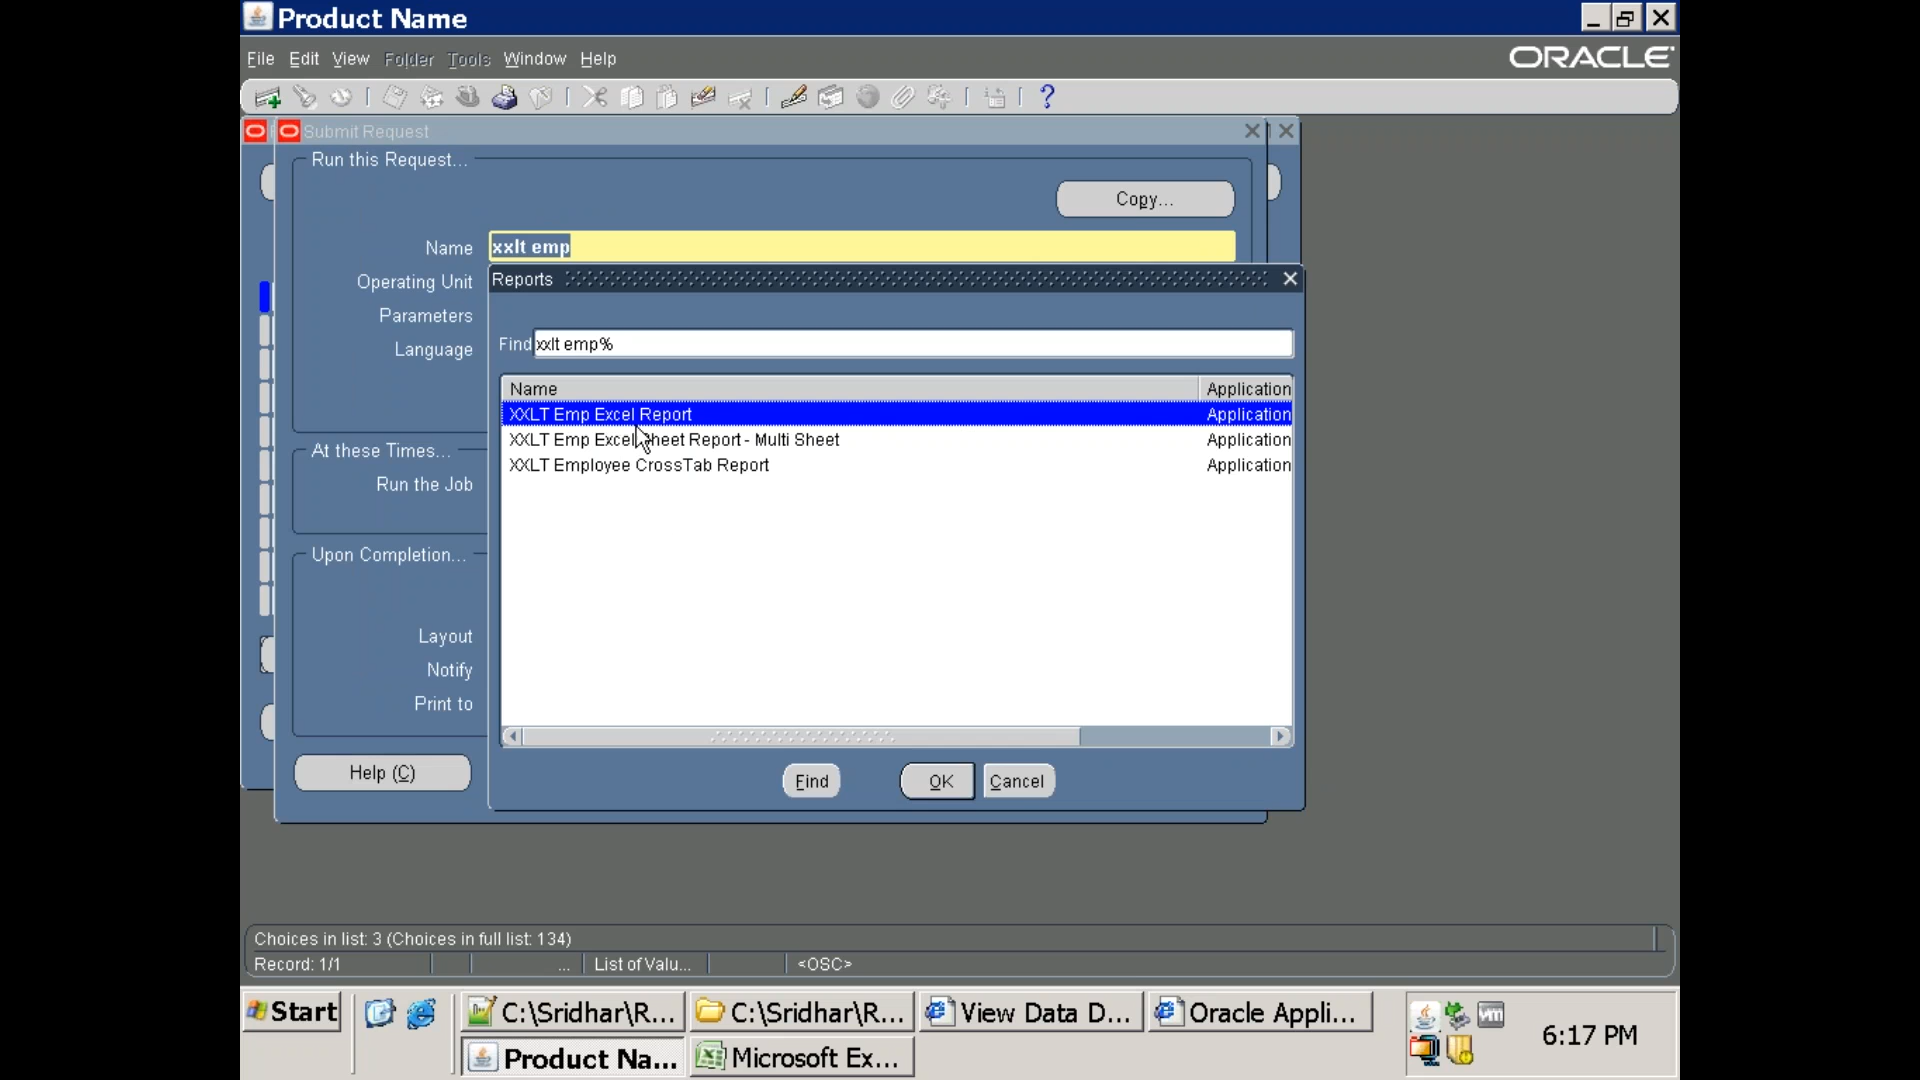 Product Name
File Edit View Folder Tools Window Help
ORACLE
?
Submit Request
Run this Request...
Copy...
Name xxlt emp
Operating Unit
Parameters
Language
Reports
Find xxlt emp%
Name Application
XXLT Emp Excel Report Application
XXLT Emp Excel Sheet Report - Multi Sheet Application
XXLT Employee CrossTab Report Application
At these Times...
Run the Job
Upon Completion...
Layout
Notify
Print to
Help (C)
Find OK Cancel
Choices in list: 3 (Choices in full list: 134)
Record: 1/1 ... List of Valu... <OSC>
Start C:\Sridhar\R... C:\Sridhar\R... View Data D... Oracle Appli...
Product Na... Microsoft Ex...
6:17 PM